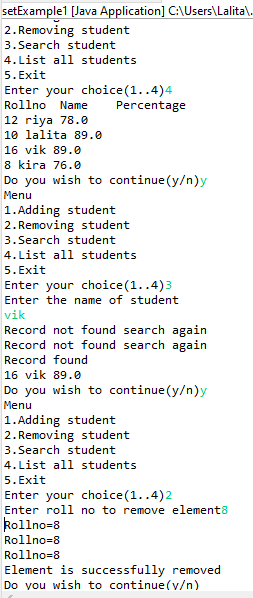 setExample1 [Java Application] C:\Users\Lalita\.
2.Removing student
3.Search student
4.List all students
5.Exit
Enter your choice(1..4)4
Rollno  Name    Percentage
12 riya 78.0
10 lalita 89.0
16 vik 89.0
8 kira 76.0
Do you wish to continue(y/n)y
Menu
1.Adding student
2.Removing student
3.Search student
4.List all students
5.Exit
Enter your choice(1..4)3
Enter the name of student
vik
Record not found search again
Record not found search again
Record found
16 vik 89.0
Do you wish to continue(y/n)y
Menu
1.Adding student
2.Removing student
3.Search student
4.List all students
5.Exit
Enter your choice(1..4)2
Enter roll no to remove element8
Rollno=8
Rollno=8
Rollno=8
Element is successfully removed
Do you wish to continue(y/n)